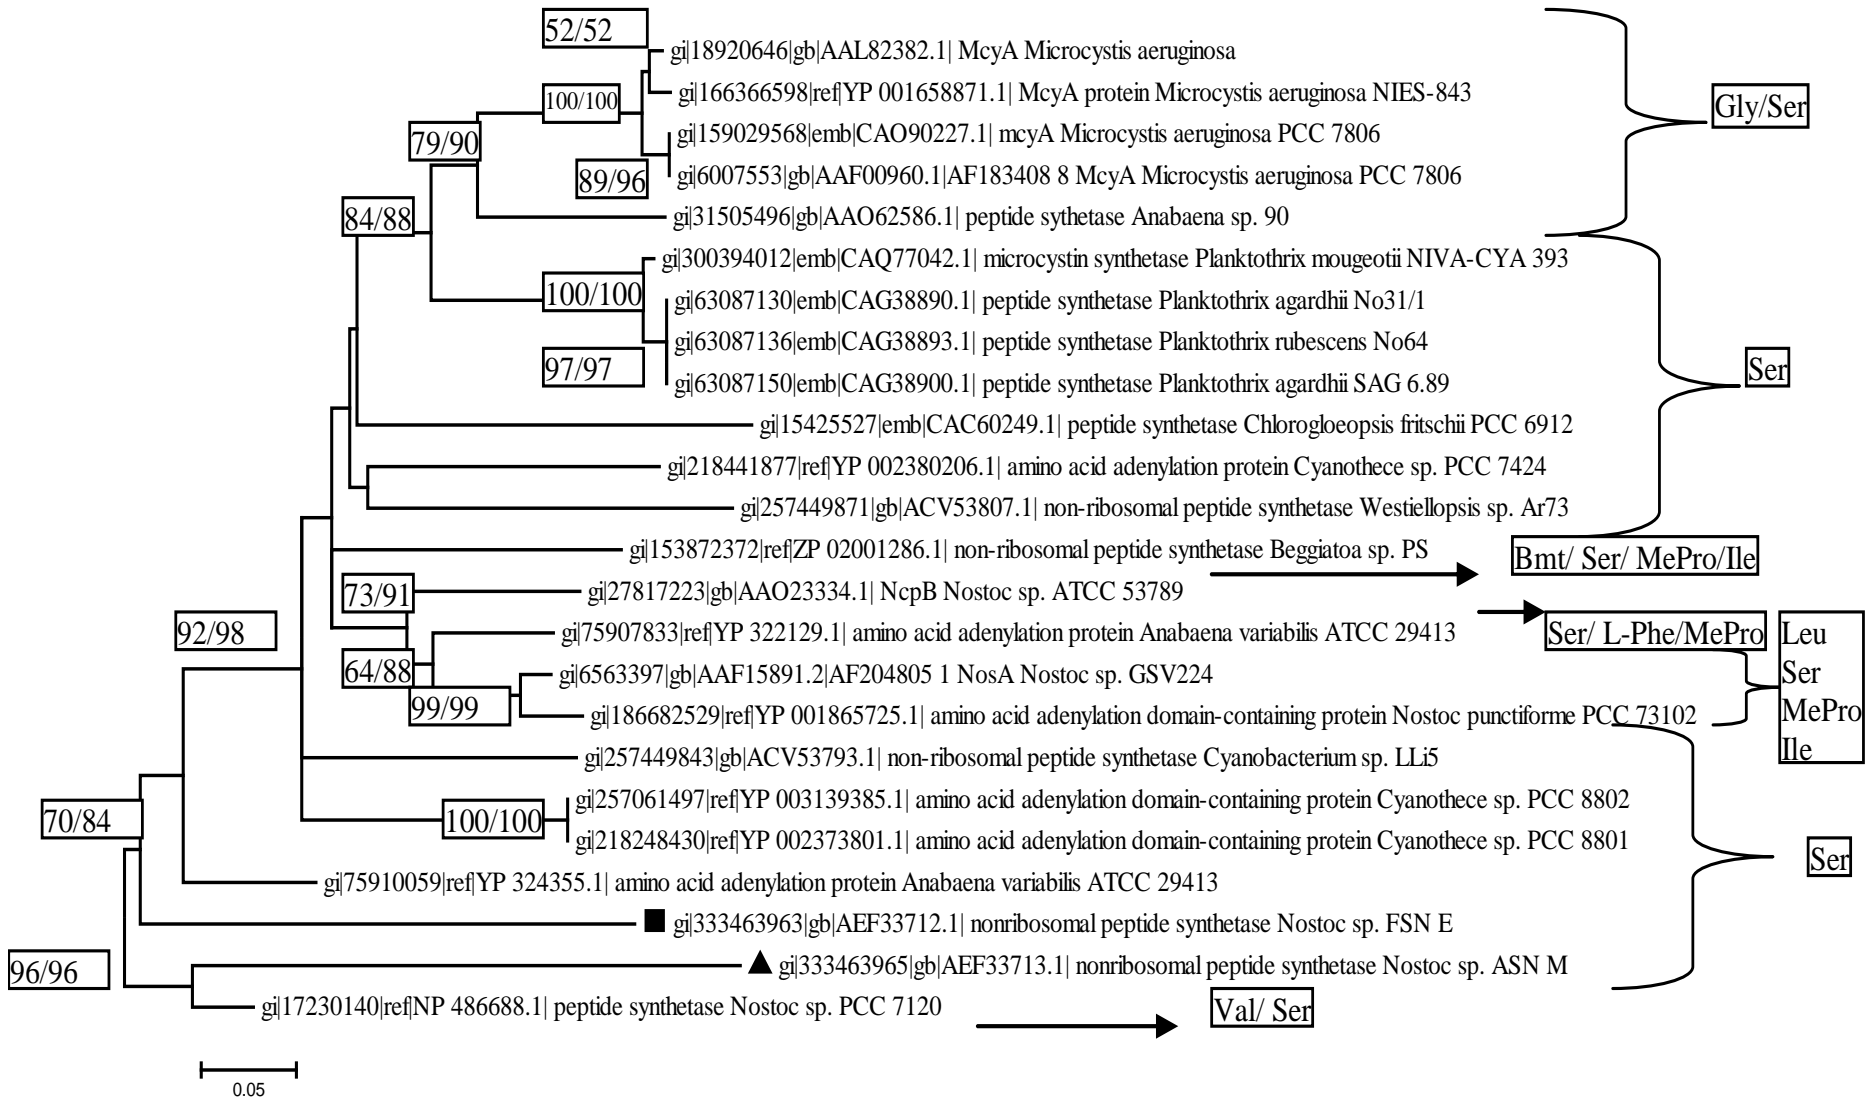 52/52
gi|18920646|gb|AAL82382.1| McyA Microcystis aeruginosa
gi|166366598|ref|YP 001658871.1| McyA protein Microcystis aeruginosa NIES-843
100/100
Gly/Ser
79/90
gi|159029568|emb|CAO90227.1| mcyA Microcystis aeruginosa PCC 7806
89/96
gi|6007553|gb|AAF00960.1|AF183408 8 McyA Microcystis aeruginosa PCC 7806
84/88
gi|31505496|gb|AAO62586.1| peptide sythetase Anabaena sp. 90
gi|300394012|emb|CAQ77042.1| microcystin synthetase Planktothrix mougeotii NIVA-CYA 393
100/100
gi|63087130|emb|CAG38890.1| peptide synthetase Planktothrix agardhii No31/1
gi|63087136|emb|CAG38893.1| peptide synthetase Planktothrix rubescens No64
97/97
Ser
gi|63087150|emb|CAG38900.1| peptide synthetase Planktothrix agardhii SAG 6.89
gi|15425527|emb|CAC60249.1| peptide synthetase Chlorogloeopsis fritschii PCC 6912
gi|218441877|ref|YP 002380206.1| amino acid adenylation protein Cyanothece sp. PCC 7424
gi|257449871|gb|ACV53807.1| non-ribosomal peptide synthetase Westiellopsis sp. Ar73
gi|153872372|ref|ZP 02001286.1| non-ribosomal peptide synthetase Beggiatoa sp. PS
Bmt/ Ser/ MePro/Ile
73/91
gi|27817223|gb|AAO23334.1| NcpB Nostoc sp. ATCC 53789
92/98
gi|75907833|ref|YP 322129.1| amino acid adenylation protein Anabaena variabilis ATCC 29413
Ser/ L-Phe/MePro
Leu
Ser
MePro
Ile
64/88
gi|6563397|gb|AAF15891.2|AF204805 1 NosA Nostoc sp. GSV224
99/99
gi|186682529|ref|YP 001865725.1| amino acid adenylation domain-containing protein Nostoc punctiforme PCC 73102
gi|257449843|gb|ACV53793.1| non-ribosomal peptide synthetase Cyanobacterium sp. LLi5
gi|257061497|ref|YP 003139385.1| amino acid adenylation domain-containing protein Cyanothece sp. PCC 8802
70/84
100/100
gi|218248430|ref|YP 002373801.1| amino acid adenylation domain-containing protein Cyanothece sp. PCC 8801
Ser
gi|75910059|ref|YP 324355.1| amino acid adenylation protein Anabaena variabilis ATCC 29413
gi|333463963|gb|AEF33712.1| nonribosomal peptide synthetase Nostoc sp. FSN E
96/96
gi|333463965|gb|AEF33713.1| nonribosomal peptide synthetase Nostoc sp. ASN M
gi|17230140|ref|NP 486688.1| peptide synthetase Nostoc sp. PCC 7120
Val/ Ser
0.05